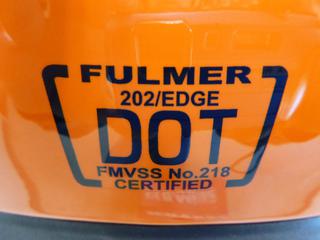 FULMER
202/EDGE
DOT
FMVSS No.218
CERTIFIED